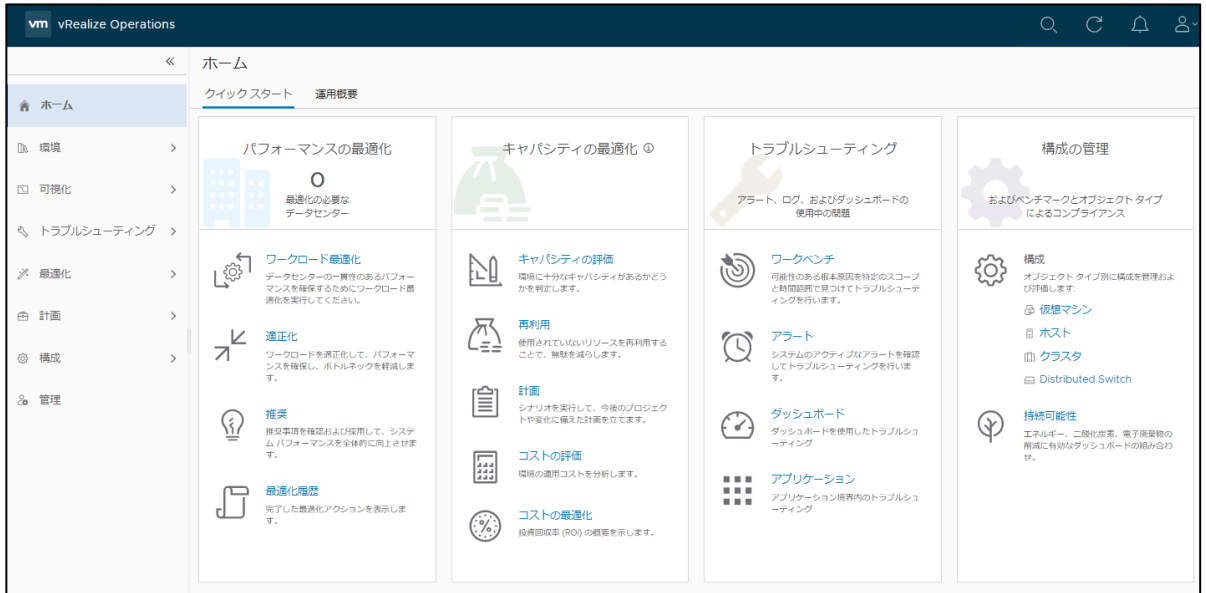 vm vRealize Operations
ホーム
環境
可視化
トラブルシューティング
最適化
計画
構成
管理
ホーム
クイック スタート 運用概要
パフォーマンスの最適化
0
最適化の必要な
データセンター
ワークロード最適化
データセンターの一貫性のあるパフォー
マンスを確保するためにワークロード最
適化を実行してください。
適正化
ワークロードを適正化して、パフォーマ
ンスを確保し、ボトルネックを軽減しま
す。
推奨
推奨事項を確認および採用して、システ
ム パフォーマンスを全体的に向上させま
す。
最適化履歴
完了した最適化アクションを表示しま
す。
キャパシティの最適化
キャパシティの評価
環境に十分なキャパシティがあるかどう
かを判定します。
再利用
使用されていないリソースを再利用する
ことで、無駄を減らします。
計画
シナリオを実行して、今後のプロジェク
トや変化に備えた計画を立てます。
コストの評価
環境の運用コストを分析します。
コストの最適化
投資回収率 (ROI) の概要を示します。
トラブルシューティング
アラート、ログ、およびダッシュボードの
使用中の問題
ワークベンチ
可能性のある根本原因を特定のスコープ
と時間範囲で見つけてトラブルシューテ
ィングを行います。
アラート
システムのアクティブなアラートを確認
してトラブルシューティングを行いま
す。
ダッシュボード
ダッシュボードを使用したトラブルシュ
ーティング
アプリケーション
アプリケーション境界内のトラブルシュ
ーティング
構成の管理
およびベンチマークとオブジェクト タイプ
によるコンプライアンス
構成
オブジェクト タイプ別に構成を管理およ
び評価します:
仮想マシン
ホスト
クラスタ
Distributed Switch
持続可能性
エネルギー、二酸化炭素、電子廃棄物の
削減に有効なダッシュボードの組み合わ
せ。